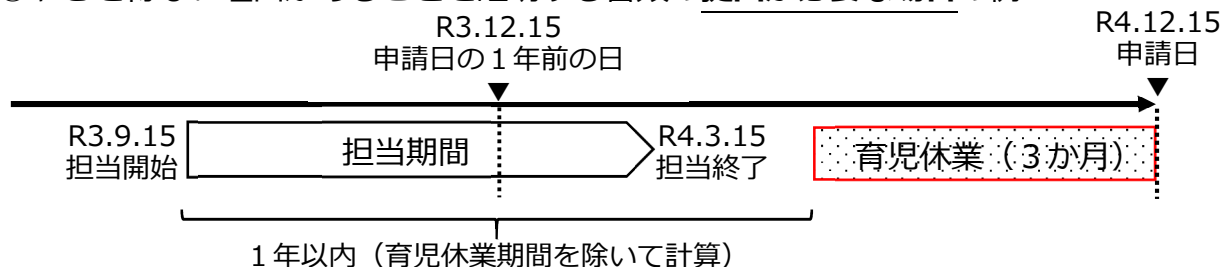 R3.12.15
申請日の１年前の日
R4.12.15
申請日
R3.9.15
担当開始
担当期間
R4.3.15
担当終了
育児休業（３か月）
１年以内（育児休業期間を除いて計算）